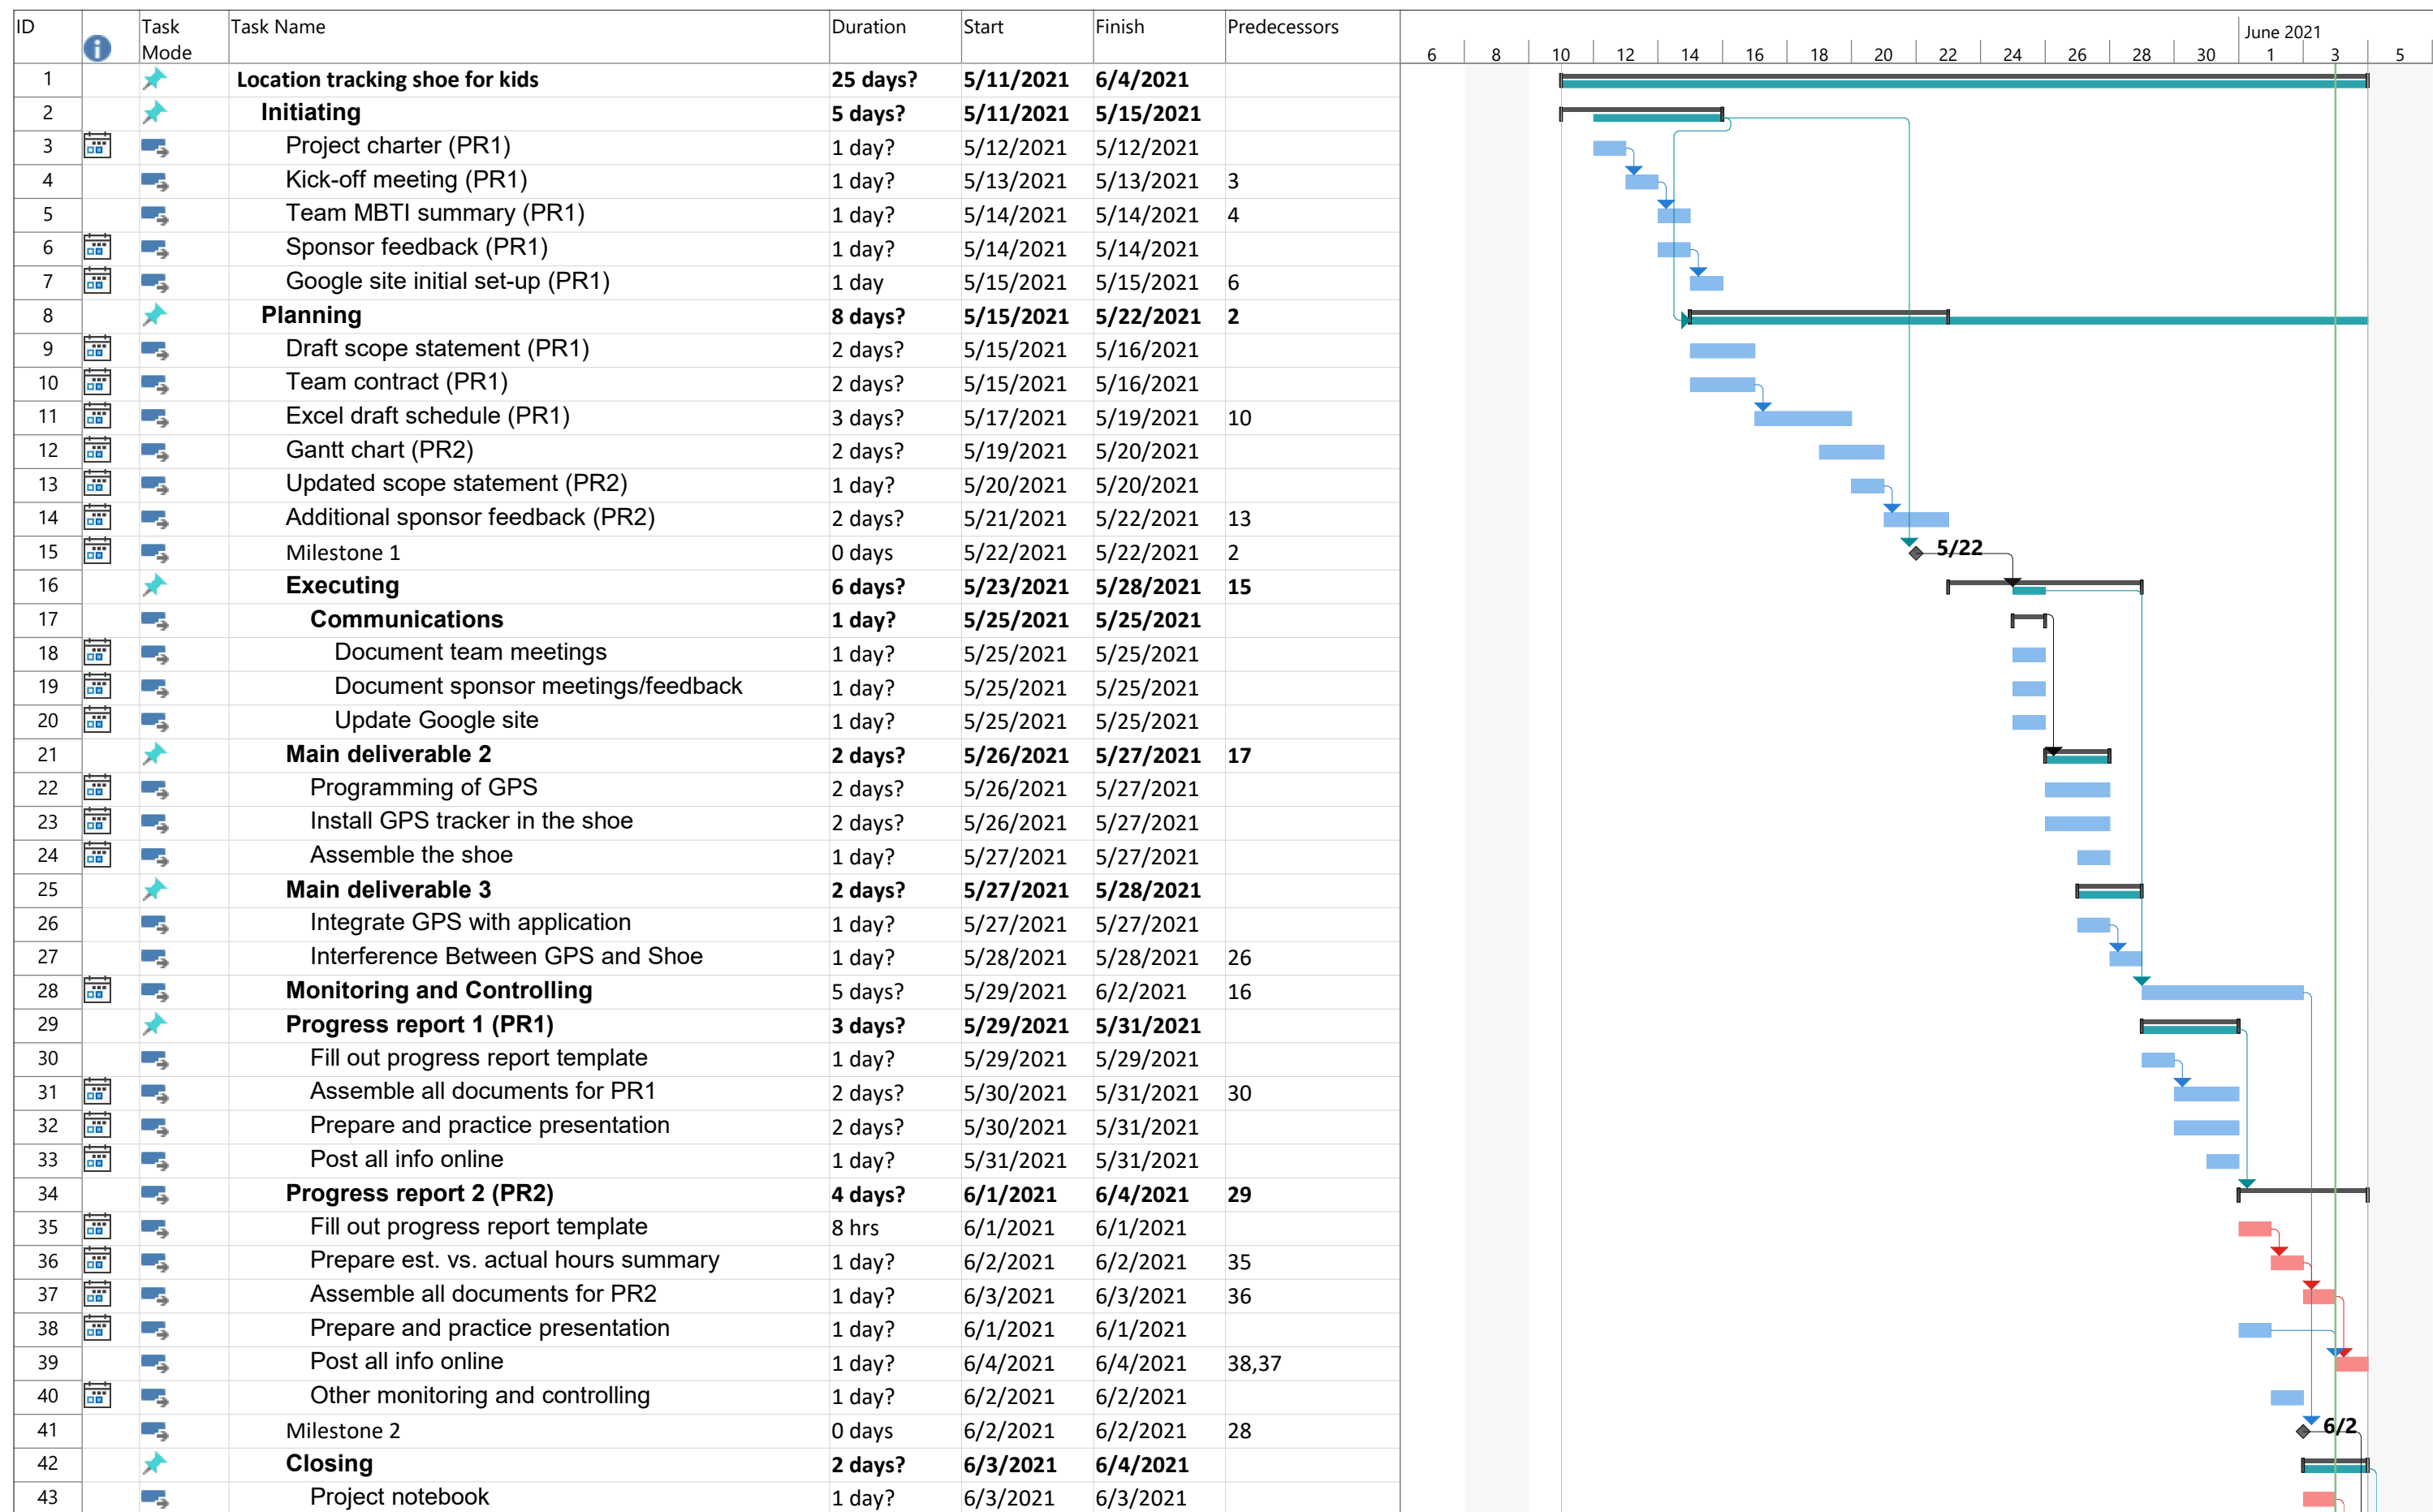 ID Task Mode Task Name Duration Start Finish Predecessors
June 2021
6 8 10 12 14 16 18 20 22 24 26 28 30 1 3 5
1 Location tracking shoe for kids 25 days? 5/11/2021 6/4/2021
2 Initiating 5 days? 5/11/2021 5/15/2021
3 Project charter (PR1) 1 day? 5/12/2021 5/12/2021
4 Kick-off meeting (PR1) 1 day? 5/13/2021 5/13/2021 3
5 Team MBTI summary (PR1) 1 day? 5/14/2021 5/14/2021 4
6 Sponsor feedback (PR1) 1 day? 5/14/2021 5/14/2021
7 Google site initial set-up (PR1) 1 day 5/15/2021 5/15/2021 6
8 Planning 8 days? 5/15/2021 5/22/2021 2
9 Draft scope statement (PR1) 2 days? 5/15/2021 5/16/2021
10 Team contract (PR1) 2 days? 5/15/2021 5/16/2021
11 Excel draft schedule (PR1) 3 days? 5/17/2021 5/19/2021 10
12 Gantt chart (PR2) 2 days? 5/19/2021 5/20/2021
13 Updated scope statement (PR2) 1 day? 5/20/2021 5/20/2021
14 Additional sponsor feedback (PR2) 2 days? 5/21/2021 5/22/2021 13
15 Milestone 1 0 days 5/22/2021 5/22/2021 2 5/22
16 Executing 6 days? 5/23/2021 5/28/2021 15
17 Communications 1 day? 5/25/2021 5/25/2021
18 Document team meetings 1 day? 5/25/2021 5/25/2021
19 Document sponsor meetings/feedback 1 day? 5/25/2021 5/25/2021
20 Update Google site 1 day? 5/25/2021 5/25/2021
21 Main deliverable 2 2 days? 5/26/2021 5/27/2021 17
22 Programming of GPS 2 days? 5/26/2021 5/27/2021
23 Install GPS tracker in the shoe 2 days? 5/26/2021 5/27/2021
24 Assemble the shoe 1 day? 5/27/2021 5/27/2021
25 Main deliverable 3 2 days? 5/27/2021 5/28/2021
26 Integrate GPS with application 1 day? 5/27/2021 5/27/2021
27 Interference Between GPS and Shoe 1 day? 5/28/2021 5/28/2021 26
28 Monitoring and Controlling 5 days? 5/29/2021 6/2/2021 16
29 Progress report 1 (PR1) 3 days? 5/29/2021 5/31/2021
30 Fill out progress report template 1 day? 5/29/2021 5/29/2021
31 Assemble all documents for PR1 2 days? 5/30/2021 5/31/2021 30
32 Prepare and practice presentation 2 days? 5/30/2021 5/31/2021
33 Post all info online 1 day? 5/31/2021 5/31/2021
34 Progress report 2 (PR2) 4 days? 6/1/2021 6/4/2021 29
35 Fill out progress report template 8 hrs 6/1/2021 6/1/2021
36 Prepare est. vs. actual hours summary 1 day? 6/2/2021 6/2/2021 35
37 Assemble all documents for PR2 1 day? 6/3/2021 6/3/2021 36
38 Prepare and practice presentation 1 day? 6/1/2021 6/1/2021
39 Post all info online 1 day? 6/4/2021 6/4/2021 38,37
40 Other monitoring and controlling 1 day? 6/2/2021 6/2/2021
41 Milestone 2 0 days 6/2/2021 6/2/2021 28 6/2
42 Closing 2 days? 6/3/2021 6/4/2021
43 Project notebook 1 day? 6/3/2021 6/3/2021